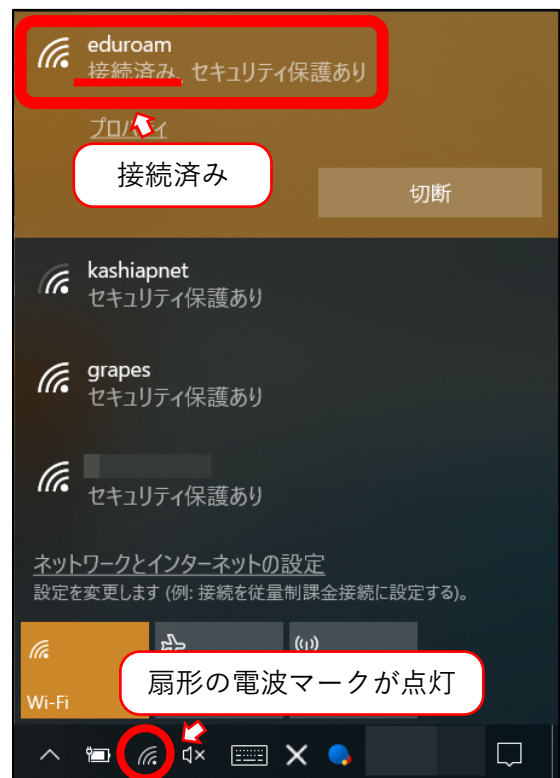 eduroam
接続済み、セキュリティ保護あり
プロパティ
接続済み
切断
kashiapnet
セキュリティ保護あり
grapes
セキュリティ保護あり
セキュリティ保護あり
ネットワークとインターネットの設定
設定を変更します (例: 接続を従量制課金接続に設定する)。
扇形の電波マークが点灯
Wi-Fi